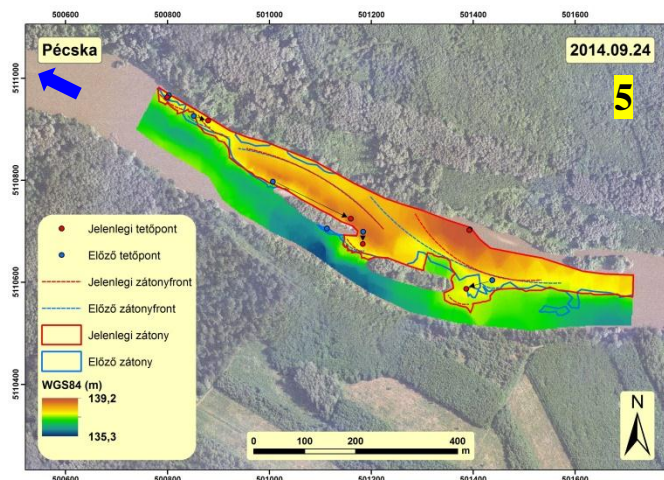 500600 500800 501000 501200 501400 501600
Pécska
2014.09.24
5
5111000
5110800
5110600
5110400
Jelenlegi tetőpont
Előző tetőpont
Jelenlegi zátonyfront
Előző zátonyfront
Jelenlegi zátony
Előző zátony
WGS84 (m)
139,2
135,3
N
0 100 200 400
m
500600 500800 501000 501200 501400 501600